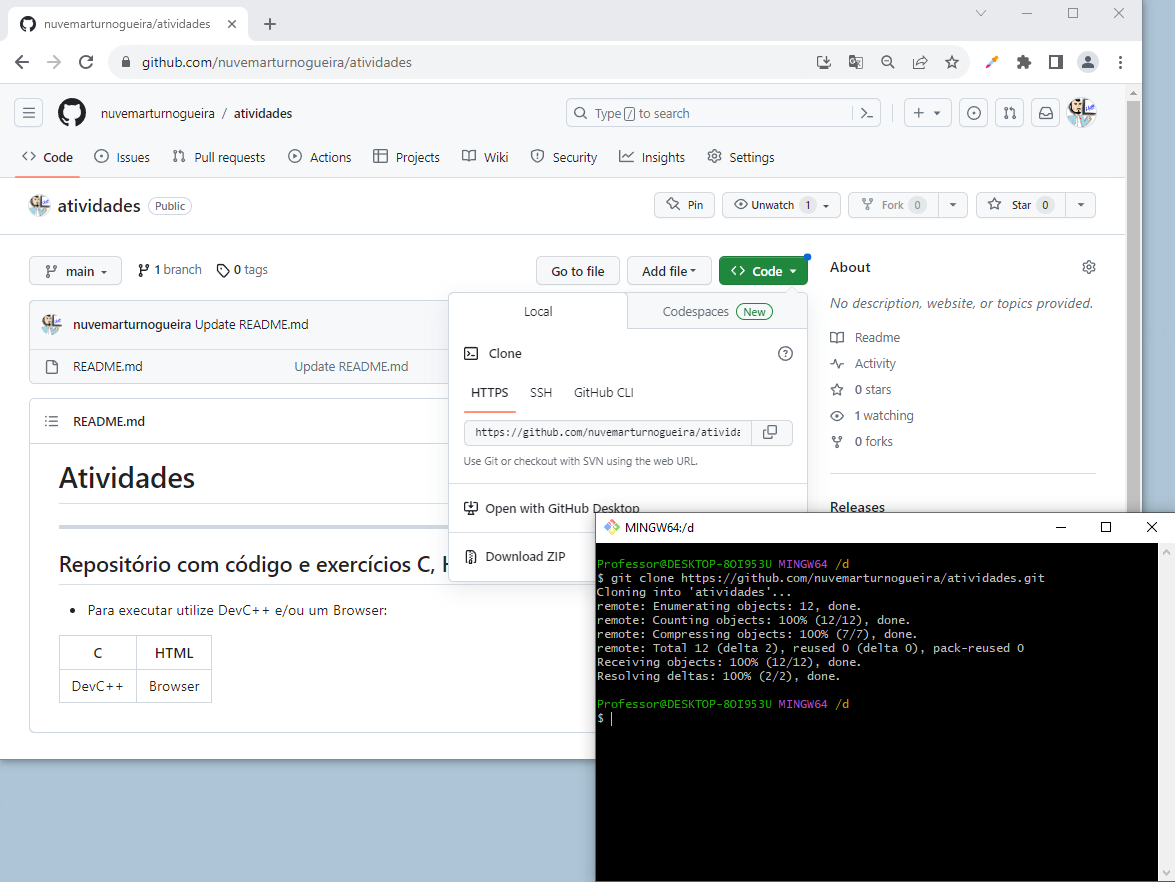 nuvemarturnogueira/atividades
github.com/nuvemarturnogueira/atividades
nuvemarturnogueira / atividades
Type / to search
Code Issues Pull requests Actions Projects Wiki Security Insights Settings
atividades Public
Pin Unwatch 1 Fork 0 Star 0
main 1 branch 0 tags
Go to file Add file Code
nuvemarturnogueira Update README.md
README.md Update README.md
README.md
Atividades
Repositório com código e exercícios C, H
Para executar utilize DevC++ e/ou um Browser:
C HTML
DevC++ Browser
Local Codespaces New
Clone
HTTPS SSH GitHub CLI
https://github.com/nuvemarturnogueira/ativida
Use Git or checkout with SVN using the web URL.
Open with GitHub Desktop
Download ZIP
About
No description, website, or topics provided.
Readme
Activity
0 stars
1 watching
0 forks
Releases
MINGW64:/d
Professor@DESKTOP-8OI953U MINGW64 /d
$ git clone https://github.com/nuvemarturnogueira/atividades.git
Cloning into 'atividades'...
remote: Enumerating objects: 12, done.
remote: Counting objects: 100% (12/12), done.
remote: Compressing objects: 100% (7/7), done.
remote: Total 12 (delta 2), reused 0 (delta 0), pack-reused 0
Receiving objects: 100% (12/12), done.
Resolving deltas: 100% (2/2), done.
Professor@DESKTOP-8OI953U MINGW64 /d
$